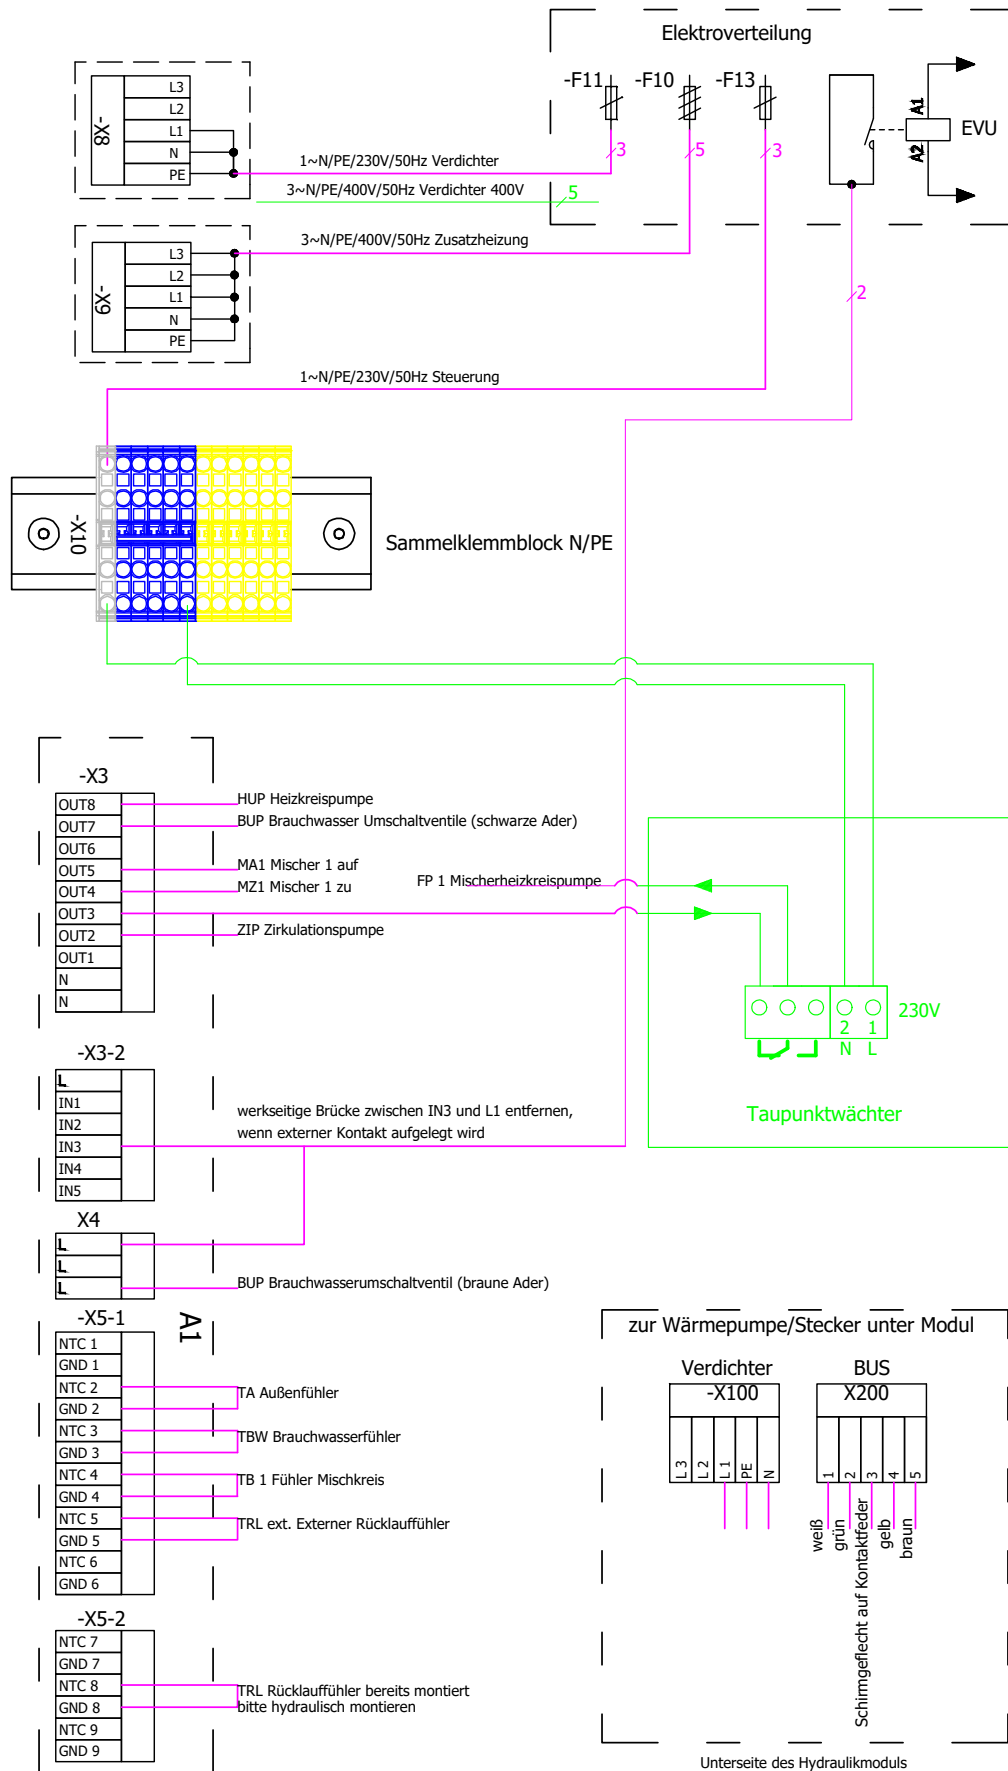 Elektroverteilung
-F11
-F10
-F13
A1
A2
EVU
-X8
L3
L2
L1
N
PE
1~N/PE/230V/50Hz Verdichter
3
5
3
3~N/PE/400V/50Hz Verdichter 400V
5
-X9
L3
L2
L1
N
PE
3~N/PE/400V/50Hz Zusatzheizung
2
1~N/PE/230V/50Hz Steuerung
-X10
Sammelklemmblock N/PE
-X3
OUT8
OUT7
OUT6
OUT5
OUT4
OUT3
OUT2
OUT1
N
N
HUP Heizkreispumpe
BUP Brauchwasser Umschaltventile (schwarze Ader)
MA1 Mischer 1 auf
MZ1 Mischer 1 zu
FP 1 Mischerheizkreispumpe
ZIP Zirkulationspumpe
230V
2
1
N
L
Taupunktwächter
-X3-2
L
IN1
IN2
IN3
IN4
IN5
werkseitige Brücke zwischen IN3 und L1 entfernen,
wenn externer Kontakt aufgelegt wird
X4
L
L
L
BUP Brauchwasserumschaltventil (braune Ader)
A1
-X5-1
NTC 1
GND 1
NTC 2
GND 2
NTC 3
GND 3
NTC 4
GND 4
NTC 5
GND 5
NTC 6
GND 6
TA Außenfühler
TBW Brauchwasserfühler
TB 1 Fühler Mischkreis
TRL ext. Externer Rücklauffühler
-X5-2
NTC 7
GND 7
NTC 8
GND 8
NTC 9
GND 9
TRL Rücklauffühler bereits montiert
bitte hydraulisch montieren
zur Wärmepumpe/Stecker unter Modul
Verdichter
-X100
L 3
L 2
L 1
PE
N
BUS
X200
1
2
3
4
5
weiß
grün
Schirmgeflecht auf Kontaktfeder
gelb
braun
Unterseite des Hydraulikmoduls